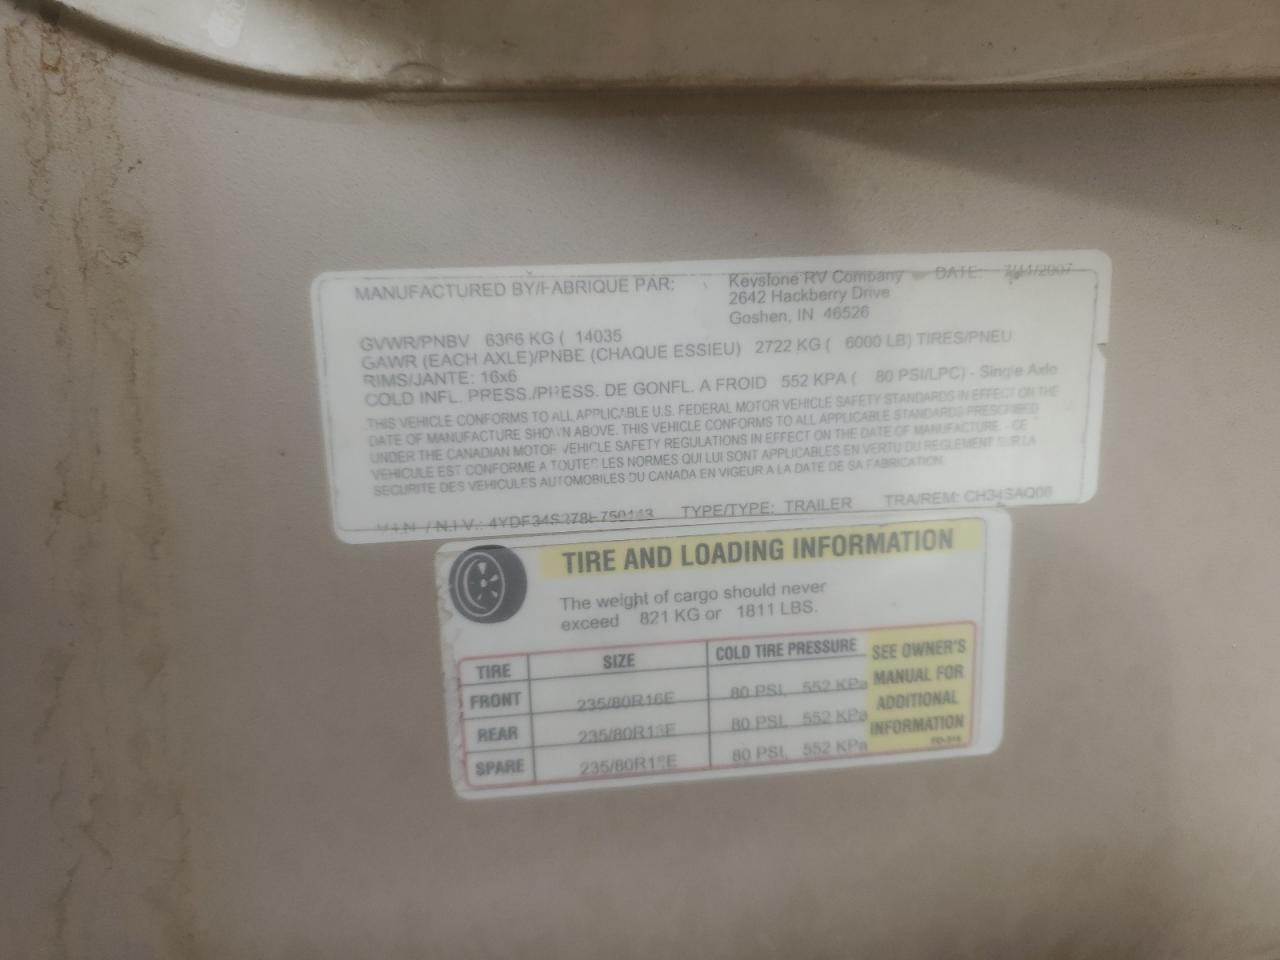 MANUFACTURED BY/FABRIQUE PAR: Keystone RV Company DATE: /2007
2642 Hackberry Drive
Goshen, IN 46526
GVWR/PNBV 6366 KG ( 14035
GAWR (EACH AXLE)/PNBE (CHAQUE ESSIEU) 2722 KG ( 6000 LB) TIRES/PNEU
RIMS/JANTE: 16x6
COLD INFL. PRESS./PRESS. DE GONFL. A FROID 552 KPA ( 80 PSI/LPC) - Single Axle
THIS VEHICLE CONFORMS TO ALL APPLICABLE U.S. FEDERAL MOTOR VEHICLE SAFETY STANDARDS IN EFFECT ON THE
DATE OF MANUFACTURE SHOWN ABOVE. THIS VEHICLE CONFORMS TO ALL APPLICABLE STANDARDS PRESCRIBED
UNDER THE CANADIAN MOTOR VEHICLE SAFETY REGULATIONS IN EFFECT ON THE DATE OF MANUFACTURE. - CE
VEHICULE EST CONFORME A TOUTES LES NORMES QUI LUI SONT APPLICABLES EN VERTU DU REGLEMENT SUR LA
SECURITE DES VEHICULES AUTOMOBILES DU CANADA EN VIGEUR A LA DATE DE SA FABRICATION.
V.I.N. / N.I.V.: TYPE/TYPE: TRAILER TRA/REM:
TIRE AND LOADING INFORMATION
The weight of cargo should never
exceed 821 KG or 1811 LBS.
TIRE SIZE COLD TIRE PRESSURE
FRONT 235/80R16E 80 PSI, 552 KPa
REAR 235/80R16E 80 PSI, 552 KPa
SPARE 235/80R16E 80 PSI, 552 KPa
SEE OWNER'S
MANUAL FOR
ADDITIONAL
INFORMATION